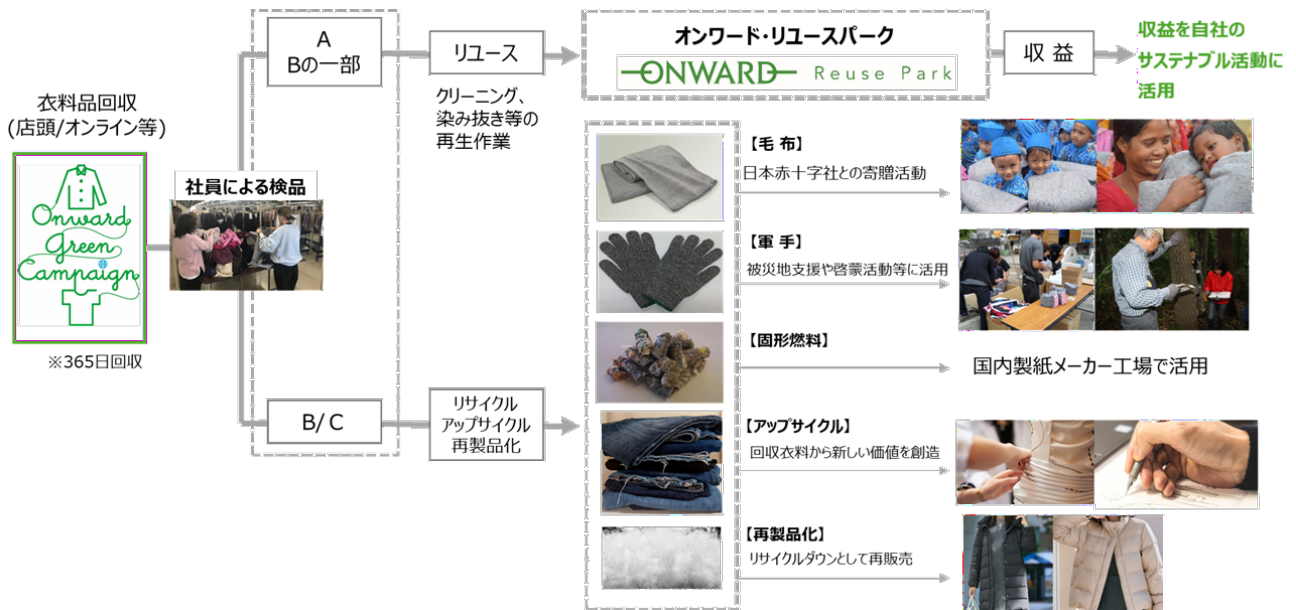 衣料品回収
(店頭/オンライン等)
Onward
Green
Campaign
※365日回収
社員による検品
A
Bの一部
リユース
クリーニング、
染み抜き等の
再生作業
オンワード・リユースパーク
ONWARD Reuse Park
収 益
収益を自社の
サステナブル活動に
活用
B/ C
リサイクル
アップサイクル
再製品化
【毛 布】
日本赤十字社との寄贈活動
【軍 手】
被災地支援や啓蒙活動等に活用
【固形燃料】
国内製紙メーカー工場で活用
【アップサイクル】
回収衣料から新しい価値を創造
【再製品化】
リサイクルダウンとして再販売